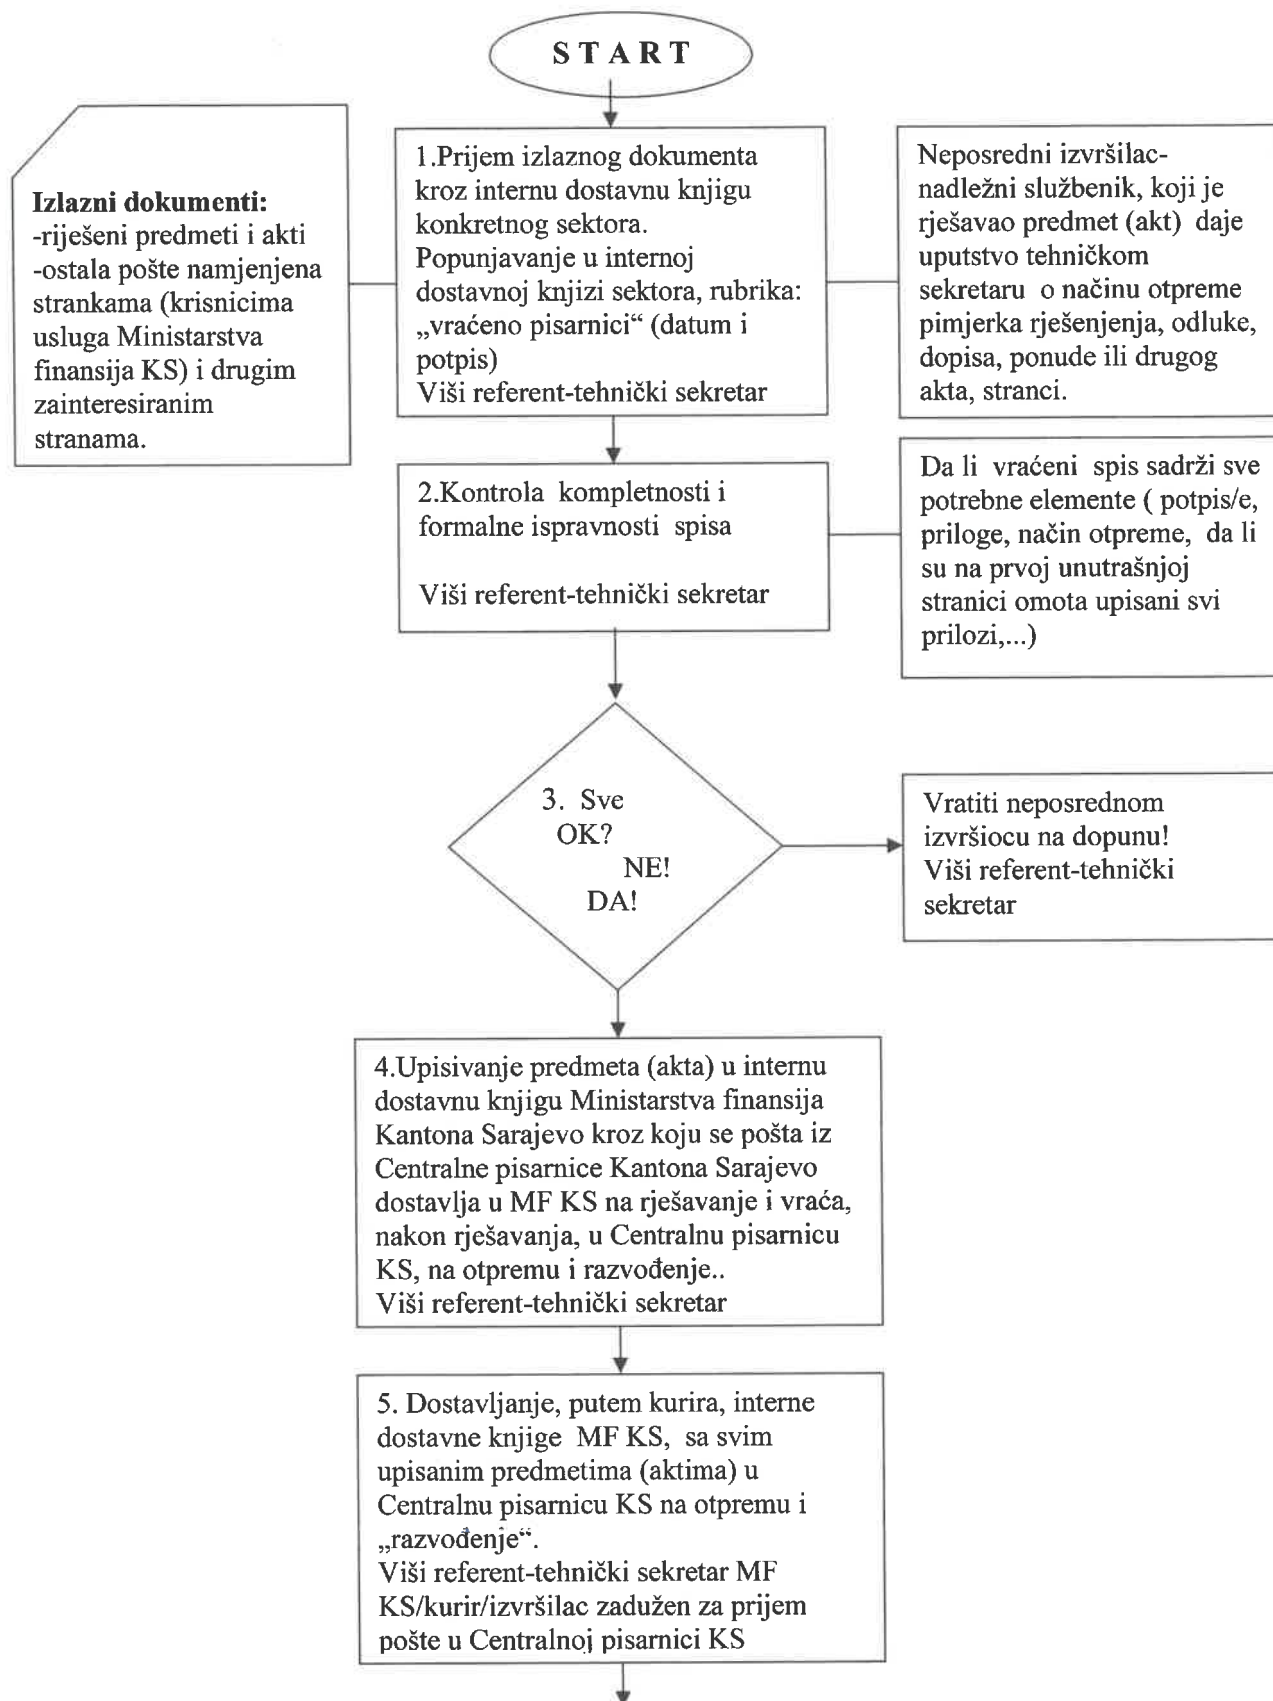 S T A R T
Izlazni dokumenti:
-riješeni predmeti i akti
-ostala pošte namjenjena
strankama (krisnicima
usluga Ministarstva
finansija KS) i drugim
zainteresiranim
stranama.
1.Prijem izlaznog dokumenta
kroz internu dostavnu knjigu
konkretnog sektora.
Popunjavanje u internoj
dostavnoj knjizi sektora, rubrika:
„vraćeno pisarnici“ (datum i
potpis)
Viši referent-tehnički sekretar
Neposredni izvršilac-
nadležni službenik, koji je
rješavao predmet (akt) daje
uputstvo tehničkom
sekretaru o načinu otpreme
pimjerka rješenjenja, odluke,
dopisa, ponude ili drugog
akta, stranci.
2.Kontrola kompletnosti i
formalne ispravnosti spisa
Viši referent-tehnički sekretar
Da li vraćeni spis sadrži sve
potrebne elemente ( potpis/e,
priloge, način otpreme, da li
su na prvoj unutrašnjoj
stranici omota upisani svi
prilozi,...)
3. Sve
OK?
NE!
DA!
Vratiti neposrednom
izvršiocu na dopunu!
Viši referent-tehnički
sekretar
4.Upisivanje predmeta (akta) u internu
dostavnu knjigu Ministarstva finansija
Kantona Sarajevo kroz koju se pošta iz
Centralne pisarnice Kantona Sarajevo
dostavlja u MF KS na rješavanje i vraća,
nakon rješavanja, u Centralnu pisarnicu
KS, na otpremu i razvođenje..
Viši referent-tehnički sekretar
5. Dostavljanje, putem kurira, interne
dostavne knjige MF KS, sa svim
upisanim predmetima (aktima) u
Centralnu pisarnicu KS na otpremu i
„razvođenje“.
Viši referent-tehnički sekretar MF
KS/kurir/izvršilac zadužen za prijem
pošte u Centralnoj pisarnici KS